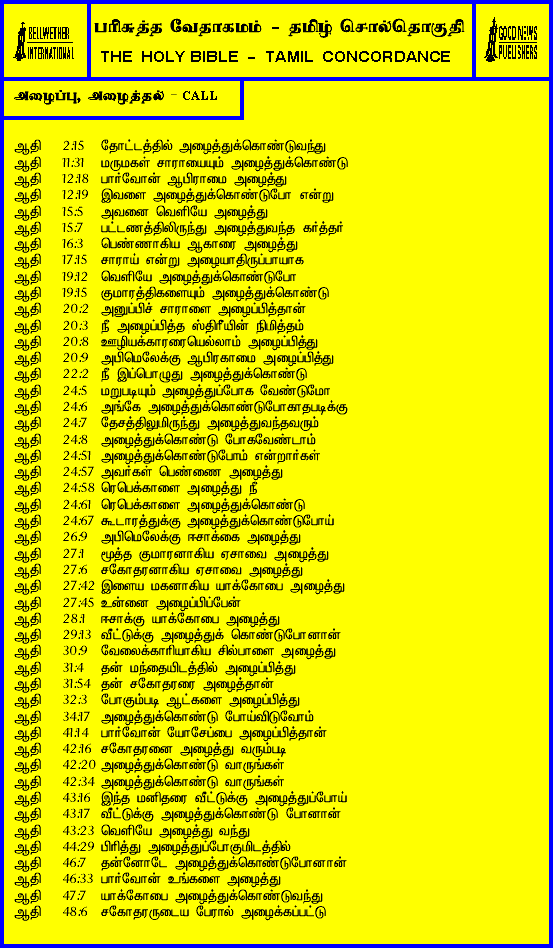 BELLWETHER
INTERNATIONAL
பரிசுத்த வேதாகமம் - தமிழ் சொல்தொகுதி
THE HOLY BIBLE - TAMIL CONCORDANCE
GOOD NEWS
PUBLISHERS
அழைப்பு, அழைத்தல் - CALL
ஆதி 2:15 தோட்டத்தில் அழைத்துக்கொண்டுவந்து
ஆதி 11:31 மருமகள் சாராயையும் அழைத்துக்கொண்டு
ஆதி 12:18 பார்வோன் ஆபிராமை அழைத்து
ஆதி 12:19 இவளை அழைத்துக்கொண்டுபோ என்று
ஆதி 15:5 அவனை வெளியே அழைத்து
ஆதி 15:7 பட்டணத்திலிருந்து அழைத்துவந்த கர்த்தர்
ஆதி 16:3 பெண்ணாகிய ஆகாரை அழைத்து
ஆதி 17:15 சாராய் என்று அழையாதிருப்பாயாக
ஆதி 19:12 வெளியே அழைத்துக்கொண்டுபோ
ஆதி 19:15 குமாரத்திகளையும் அழைத்துக்கொண்டு
ஆதி 20:2 அனுப்பிச் சாராளை அழைப்பித்தான்
ஆதி 20:3 நீ அழைப்பித்த ஸ்திரீயின் நிமித்தம்
ஆதி 20:8 ஊழியக்காரரையெல்லாம் அழைப்பித்து
ஆதி 20:9 அபிமெலேக்கு ஆபிரகாமை அழைப்பித்து
ஆதி 22:2 நீ இப்பொழுது அழைத்துக்கொண்டு
ஆதி 24:5 மறுபடியும் அழைத்துப்போக வேண்டுமோ
ஆதி 24:6 அங்கே அழைத்துக்கொண்டுபோகாதபடிக்கு
ஆதி 24:7 தேசத்திலுமிருந்து அழைத்துவந்தவரும்
ஆதி 24:8 அழைத்துக்கொண்டு போகவேண்டாம்
ஆதி 24:51 அழைத்துக்கொண்டுபோம் என்றார்கள்
ஆதி 24:57 அவர்கள் பெண்ணை அழைத்து
ஆதி 24:58 ரெபெக்காளை அழைத்து நீ
ஆதி 24:61 ரெபெக்காளை அழைத்துக்கொண்டு
ஆதி 24:67 கூடாரத்துக்கு அழைத்துக்கொண்டுபோய்
ஆதி 26:9 அபிமெலேக்கு ஈசாக்கை அழைத்து
ஆதி 27:1 மூத்த குமாரனாகிய ஏசாவை அழைத்து
ஆதி 27:6 சகோதரனாகிய ஏசாவை அழைத்து
ஆதி 27:42 இளைய மகனாகிய யாக்கோபை அழைத்து
ஆதி 27:45 உன்னை அழைப்பிப்பேன்
ஆதி 28:1 ஈசாக்கு யாக்கோபை அழைத்து
ஆதி 29:13 வீட்டுக்கு அழைத்துக் கொண்டுபோனான்
ஆதி 30:9 வேலைக்காரியாகிய சில்பாளை அழைத்து
ஆதி 31:4 தன் மந்தையிடத்தில் அழைப்பித்து
ஆதி 31:54 தன் சகோதரரை அழைத்தான்
ஆதி 32:3 போகும்படி ஆட்களை அழைப்பித்து
ஆதி 34:17 அழைத்துக்கொண்டு போய்விடுவோம்
ஆதி 41:14 பார்வோன் யோசேப்பை அழைப்பித்தான்
ஆதி 42:16 சகோதரனை அழைத்து வரும்படி
ஆதி 42:20 அழைத்துக்கொண்டு வாருங்கள்
ஆதி 42:34 அழைத்துக்கொண்டு வாருங்கள்
ஆதி 43:16 இந்த மனிதரை வீட்டுக்கு அழைத்துப்போய்
ஆதி 43:17 வீட்டுக்கு அழைத்துக்கொண்டு போனான்
ஆதி 43:23 வெளியே அழைத்து வந்து
ஆதி 44:29 பிரித்து அழைத்துப்போகுமிடத்தில்
ஆதி 46:7 தன்னோடே அழைத்துக்கொண்டுபோனான்
ஆதி 46:33 பார்வோன் உங்களை அழைத்து
ஆதி 47:7 யாக்கோபை அழைத்துக்கொண்டுவந்து
ஆதி 48:6 சகோதரருடைய பேரால் அழைக்கப்பட்டு